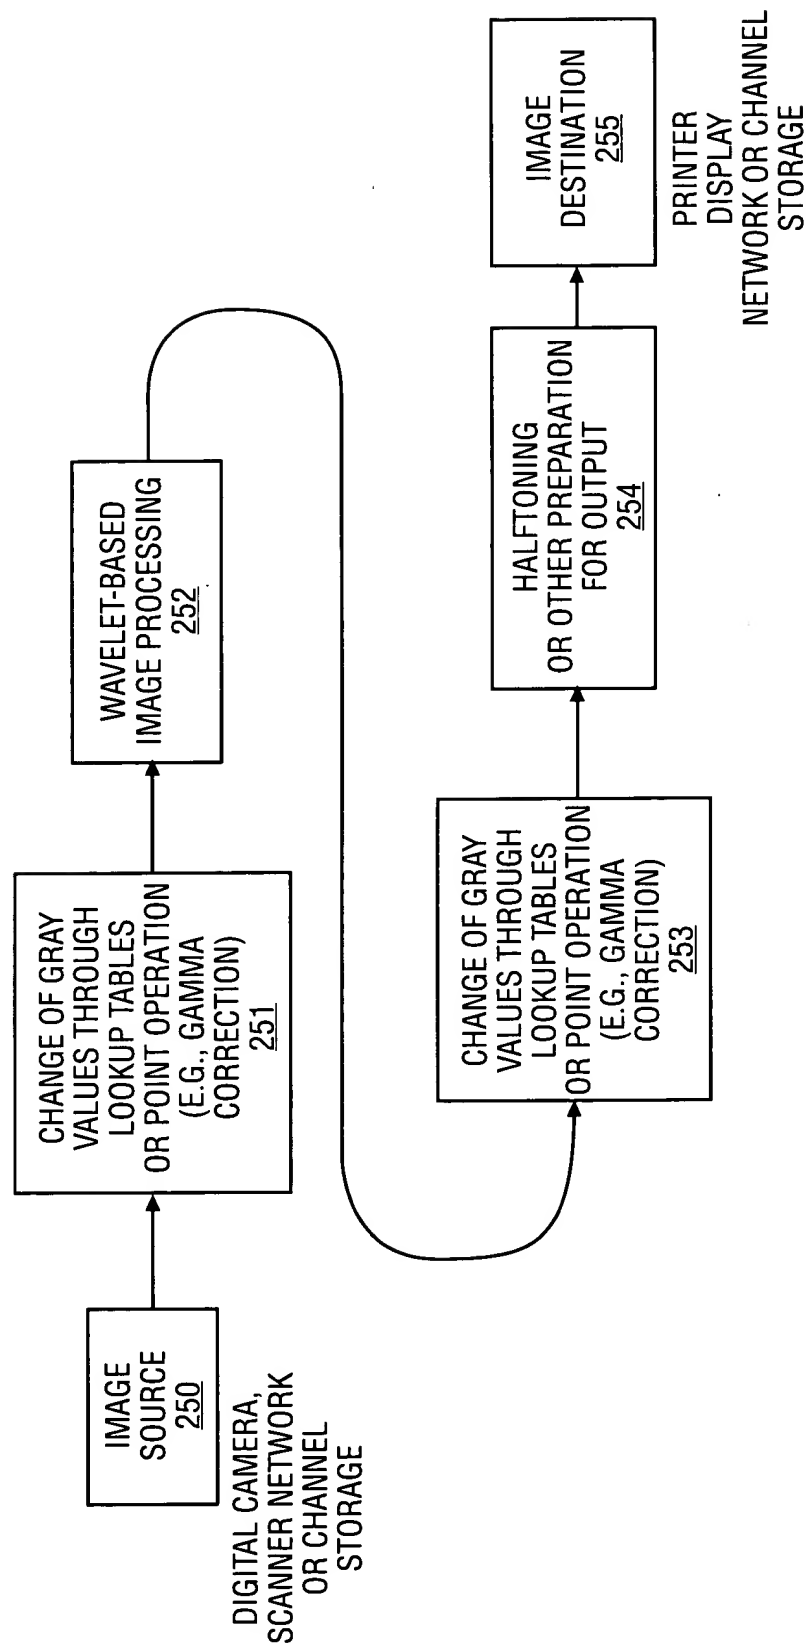 IMAGE
SOURCE
250
DIGITAL CAMERA,
SCANNER NETWORK
OR CHANNEL
STORAGE
CHANGE OF GRAY
VALUES THROUGH
LOOKUP TABLES
OR POINT OPERATION
(E.G., GAMMA
CORRECTION)
251
WAVELET-BASED
IMAGE PROCESSING
252
CHANGE OF GRAY
VALUES THROUGH
LOOKUP TABLES
OR POINT OPERATION
(E.G., GAMMA
CORRECTION)
253
HALFTONING
OR OTHER PREPARATION
FOR OUTPUT
254
IMAGE
DESTINATION
255
PRINTER
DISPLAY
NETWORK OR CHANNEL
STORAGE